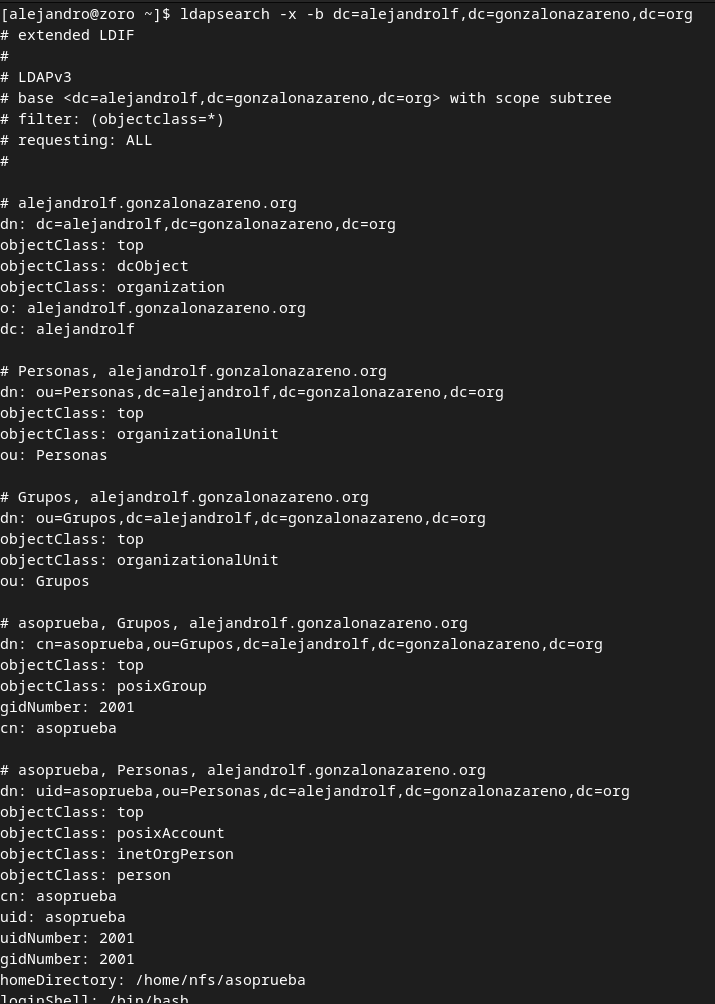 [alejandro@zoro ~]$ ldapsearch -x -b dc=alejandrolf,dc=gonzalonazareno,dc=org
# extended LDIF
#
# LDAPv3
# base <dc=alejandrolf,dc=gonzalonazareno,dc=org> with scope subtree
# filter: (objectclass=*)
# requesting: ALL
#

# alejandrolf.gonzalonazareno.org
dn: dc=alejandrolf,dc=gonzalonazareno,dc=org
objectClass: top
objectClass: dcObject
objectClass: organization
o: alejandrolf.gonzalonazareno.org
dc: alejandrolf

# Personas, alejandrolf.gonzalonazareno.org
dn: ou=Personas,dc=alejandrolf,dc=gonzalonazareno,dc=org
objectClass: top
objectClass: organizationalUnit
ou: Personas

# Grupos, alejandrolf.gonzalonazareno.org
dn: ou=Grupos,dc=alejandrolf,dc=gonzalonazareno,dc=org
objectClass: top
objectClass: organizationalUnit
ou: Grupos

# asoprueba, Grupos, alejandrolf.gonzalonazareno.org
dn: cn=asoprueba,ou=Grupos,dc=alejandrolf,dc=gonzalonazareno,dc=org
objectClass: top
objectClass: posixGroup
gidNumber: 2001
cn: asoprueba

# asoprueba, Personas, alejandrolf.gonzalonazareno.org
dn: uid=asoprueba,ou=Personas,dc=alejandrolf,dc=gonzalonazareno,dc=org
objectClass: top
objectClass: posixAccount
objectClass: inetOrgPerson
objectClass: person
cn: asoprueba
uid: asoprueba
uidNumber: 2001
gidNumber: 2001
homeDirectory: /home/nfs/asoprueba
loginShell: /bin/bash